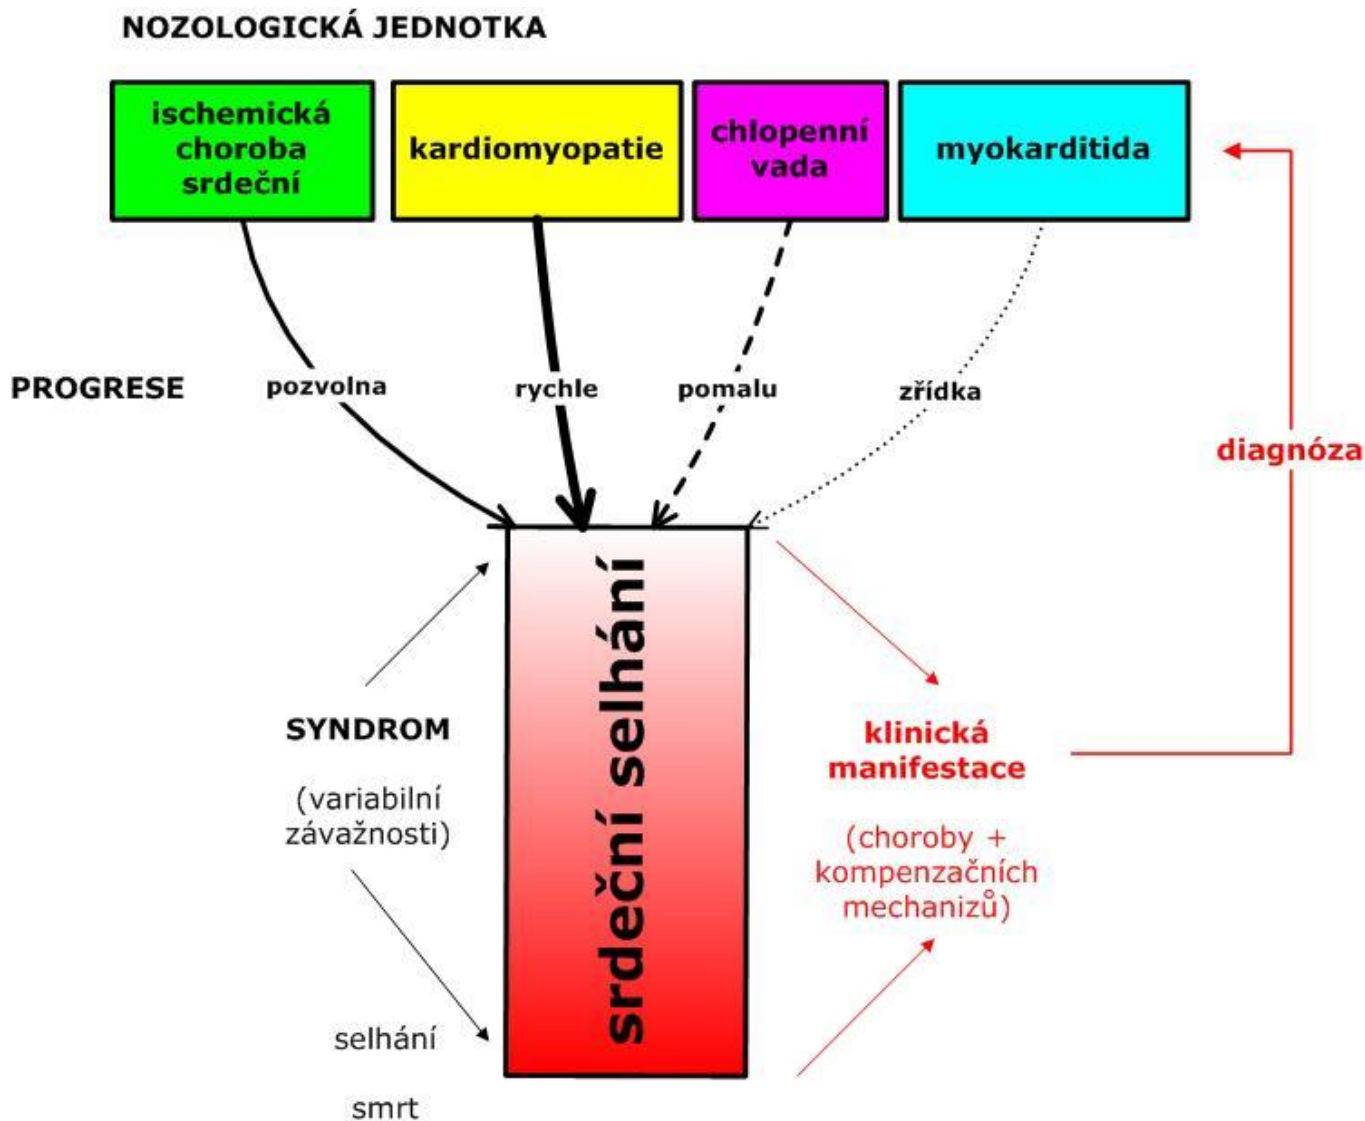 NOZOLOGICKÁ JEDNOTKA
ischemická
choroba
srdeční
kardiomyopatie
chlopenní
vada
myokarditida
PROGRESE
pozvolna
rychle
pomalu
zřídka
diagnóza
srdeční selhání
SYNDROM
(variabilní
závažnosti)
selhání
smrt
klinická
manifestace
(choroby +
kompenzačních
mechanizů)